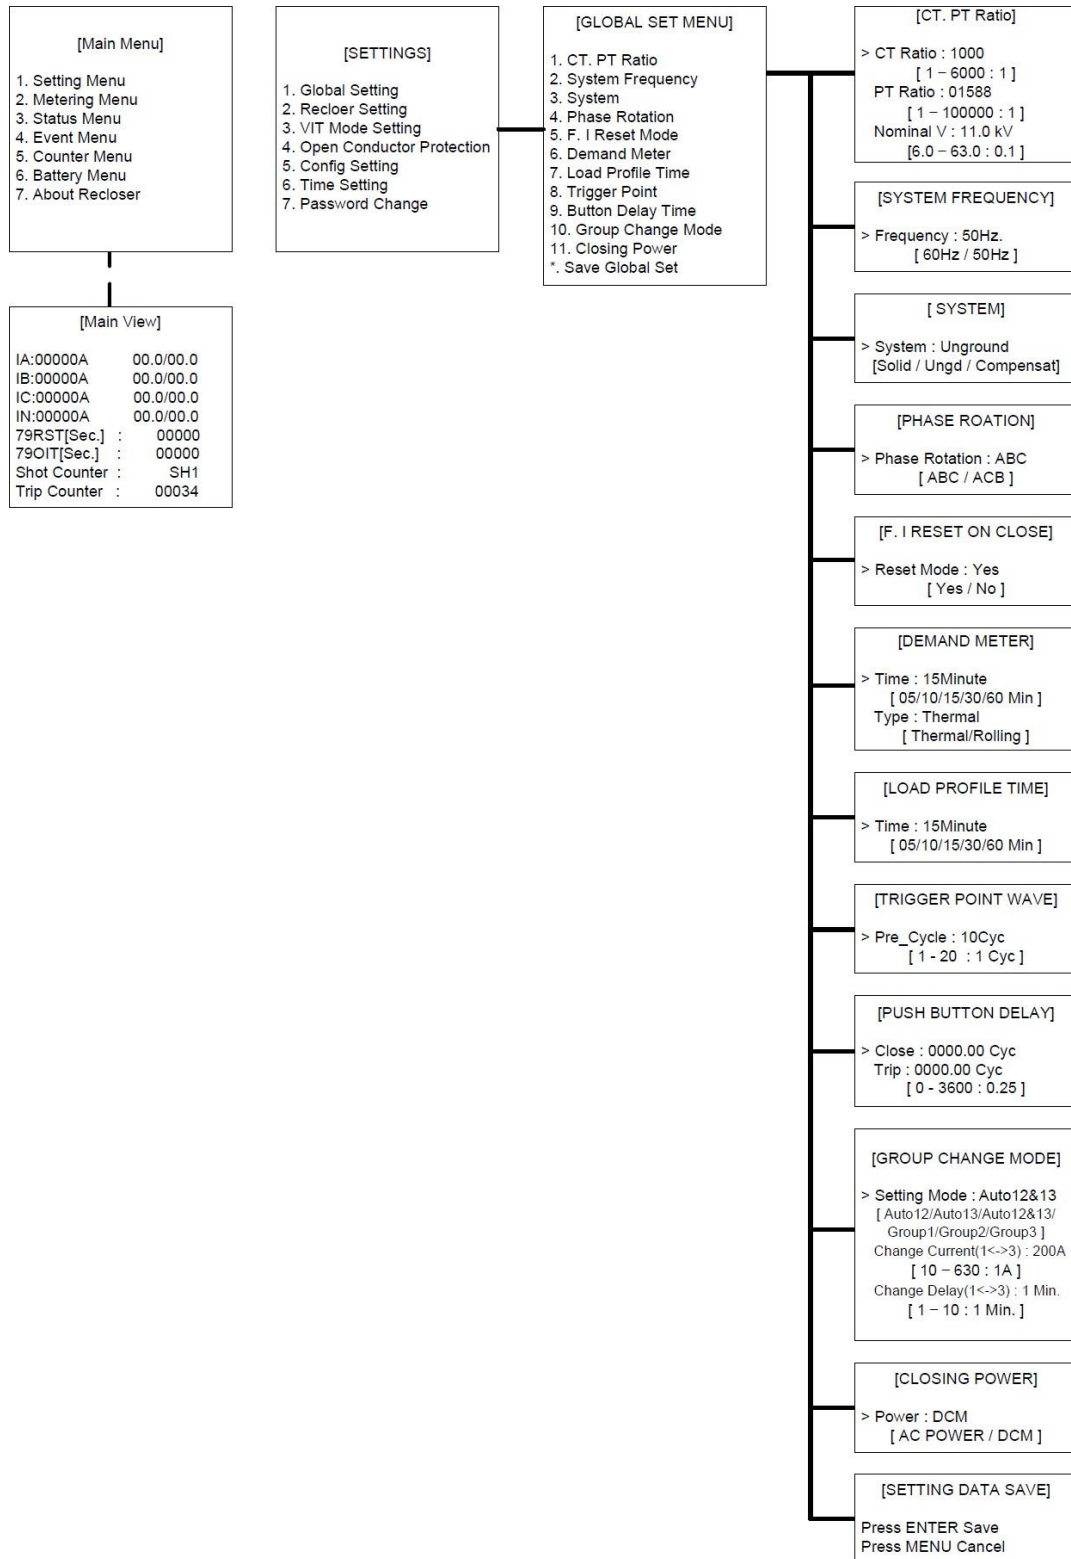 [Main Menu]
1. Setting Menu
2. Metering Menu
3. Status Menu
4. Event Menu
5. Counter Menu
6. Battery Menu
7. About Recloser
[Main View]
IA:00000A 00.0/00.0
IB:00000A 00.0/00.0
IC:00000A 00.0/00.0
IN:00000A 00.0/00.0
79RST[Sec.] : 00000
79OIT[Sec.] : 00000
Shot Counter : SH1
Trip Counter : 00034
[SETTINGS]
1. Global Setting
2. Recloer Setting
3. VIT Mode Setting
4. Open Conductor Protection
5. Config Setting
6. Time Setting
7. Password Change
[GLOBAL SET MENU]
1. CT. PT Ratio
2. System Frequency
3. System
4. Phase Rotation
5. F. I Reset Mode
6. Demand Meter
7. Load Profile Time
8. Trigger Point
9. Button Delay Time
10. Group Change Mode
11. Closing Power
*. Save Global Set
[CT. PT Ratio]
> CT Ratio : 1000
[ 1 – 6000 : 1 ]
PT Ratio : 01588
[ 1 – 100000 : 1 ]
Nominal V : 11.0 kV
[6.0 – 63.0 : 0.1 ]
[SYSTEM FREQUENCY]
> Frequency : 50Hz.
[ 60Hz / 50Hz ]
[ SYSTEM]
> System : Unground
[Solid / Ungd / Compensat]
[PHASE ROATION]
> Phase Rotation : ABC
[ ABC / ACB ]
[F. I RESET ON CLOSE]
> Reset Mode : Yes
[ Yes / No ]
[DEMAND METER]
> Time : 15Minute
[ 05/10/15/30/60 Min ]
Type : Thermal
[ Thermal/Rolling ]
[LOAD PROFILE TIME]
> Time : 15Minute
[ 05/10/15/30/60 Min ]
[TRIGGER POINT WAVE]
> Pre_Cycle : 10Cyc
[ 1 - 20 : 1 Cyc ]
[PUSH BUTTON DELAY]
> Close : 0000.00 Cyc
Trip : 0000.00 Cyc
[ 0 - 3600 : 0.25 ]
[GROUP CHANGE MODE]
> Setting Mode : Auto12&13
[ Auto12/Auto13/Auto12&13/
Group1/Group2/Group3 ]
Change Current(1<->3) : 200A
[ 10 – 630 : 1A ]
Change Delay(1<->3) : 1 Min.
[ 1 – 10 : 1 Min. ]
[CLOSING POWER]
> Power : DCM
[ AC POWER / DCM ]
[SETTING DATA SAVE]
Press ENTER Save
Press MENU Cancel